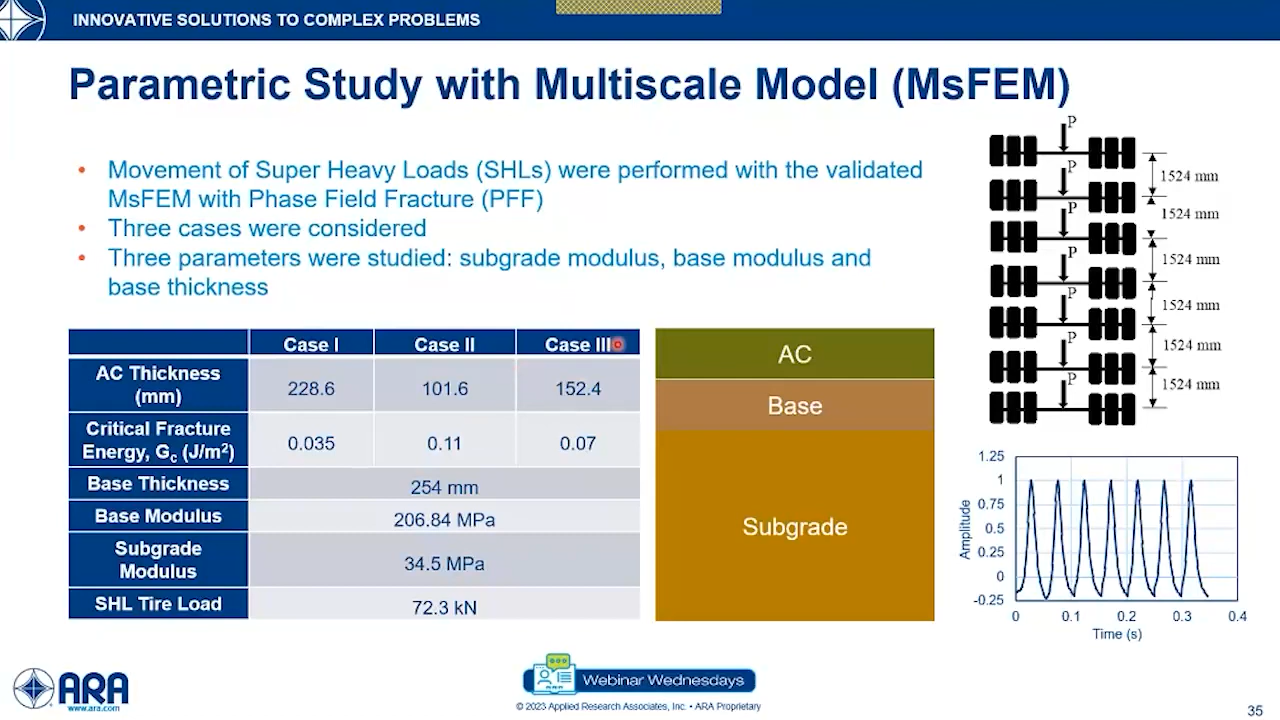 INNOVATIVE SOLUTIONS TO COMPLEX PROBLEMS
Parametric Study with Multiscale Model (MsFEM)
• Movement of Super Heavy Loads (SHLs) were performed with the validated
MsFEM with Phase Field Fracture (PFF)
• Three cases were considered
• Three parameters were studied: subgrade modulus, base modulus and
base thickness
Case I Case II Case III
AC Thickness
(mm)
228.6 101.6 152.4
Critical Fracture
Energy, Gc (J/m²)
0.035 0.11 0.07
Base Thickness
254 mm
Base Modulus
206.84 MPa
Subgrade
Modulus
34.5 MPa
SHL Tire Load
72.3 kN
AC
Base
Subgrade
P
P
P
P
P
P
P
1524 mm
1524 mm
1524 mm
1524 mm
1524 mm
1524 mm
Amplitude
1.25
1
0.75
0.5
0.25
0
-0.25
0 0.1 0.2 0.3 0.4
Time (s)
ARA
www.ara.com
Webinar Wednesdays
© 2023 Applied Research Associates, Inc. • ARA Proprietary
35